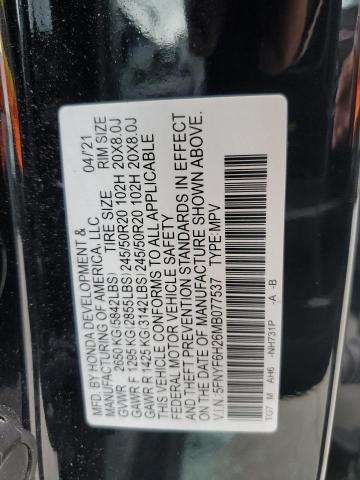 MFD. BY HONDA DEVELOPMENT & 04/21
MANUFACTURING OF AMERICA, LLC
GVWR 2650 KG(5842LBS) TIRE SIZE RIM SIZE
GAWR F 1295 KG(2855LBS) 245/50R20 102H 20X8.0J
GAWR R 1425 KG(3142LBS) 245/50R20 102H 20X8.0J
THIS VEHICLE CONFORMS TO ALL APPLICABLE
FEDERAL MOTOR VEHICLE SAFETY
AND THEFT PREVENTION STANDARDS IN EFFECT
ON THE DATE OF MANUFACTURE SHOWN ABOVE.
V.I.N. 5FNYF6H26MB077537 TYPE: MPV
TG7 M AH6 -NH731P -A -B